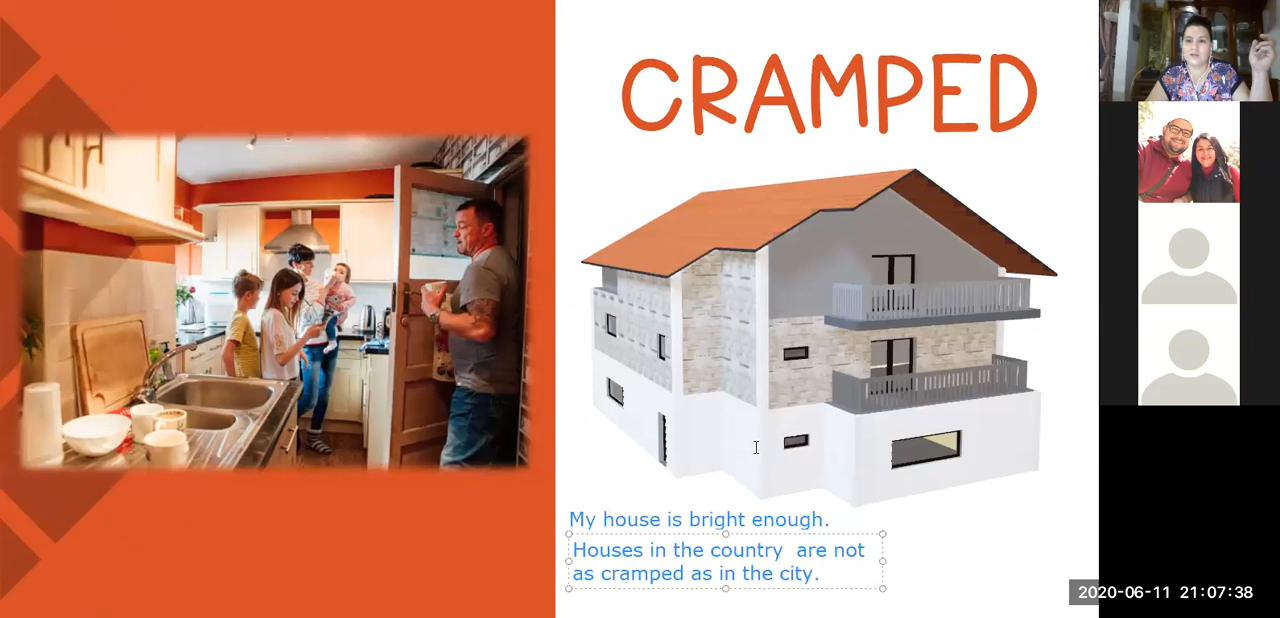 CRAMPED
My house is bright enough.
Houses in the country  are not
as cramped as in the city.
2020-06-11  21:07:38